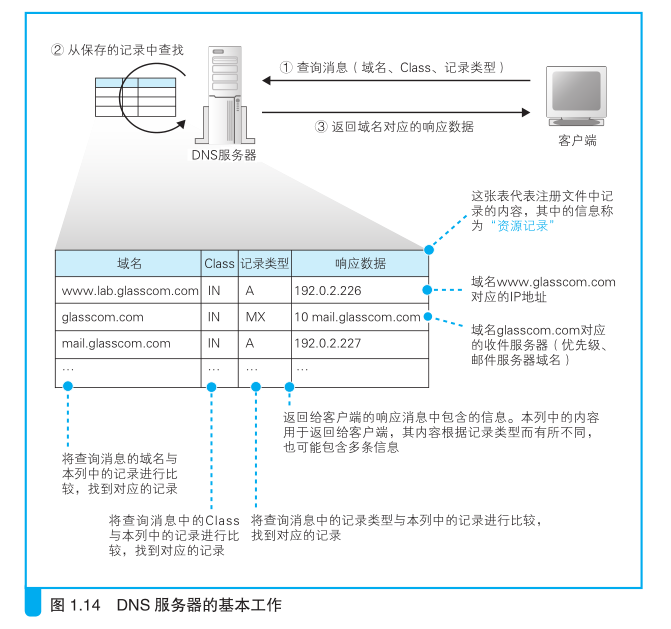 ② 从保存的记录中查找
① 查询消息（域名、Class、记录类型）
③ 返回域名对应的响应数据
DNS服务器
客户端
这张表代表注册文件中记
录的内容，其中的信息称
为“资源记录”
域名 Class 记录类型 响应数据
www.lab.glasscom.com IN A 192.0.2.226
glasscom.com IN MX 10 mail.glasscom.com
mail.glasscom.com IN A 192.0.2.227
… … … …
域名www.glasscom.com
对应的IP地址
域名glasscom.com对应
的收件服务器（优先级、
邮件服务器域名）
返回给客户端的响应消息中包含的信息。本列中的内容
用于返回给客户端，其内容根据记录类型而有所不同，
也可能包含多条信息
将查询消息的域名与
本列中的记录进行比
较，找到对应的记录
将查询消息中的Class
与本列中的记录进行比
较，找到对应的记录
将查询消息中的记录类型与本列中的记录进行比较，
找到对应的记录
图 1.14 DNS 服务器的基本工作